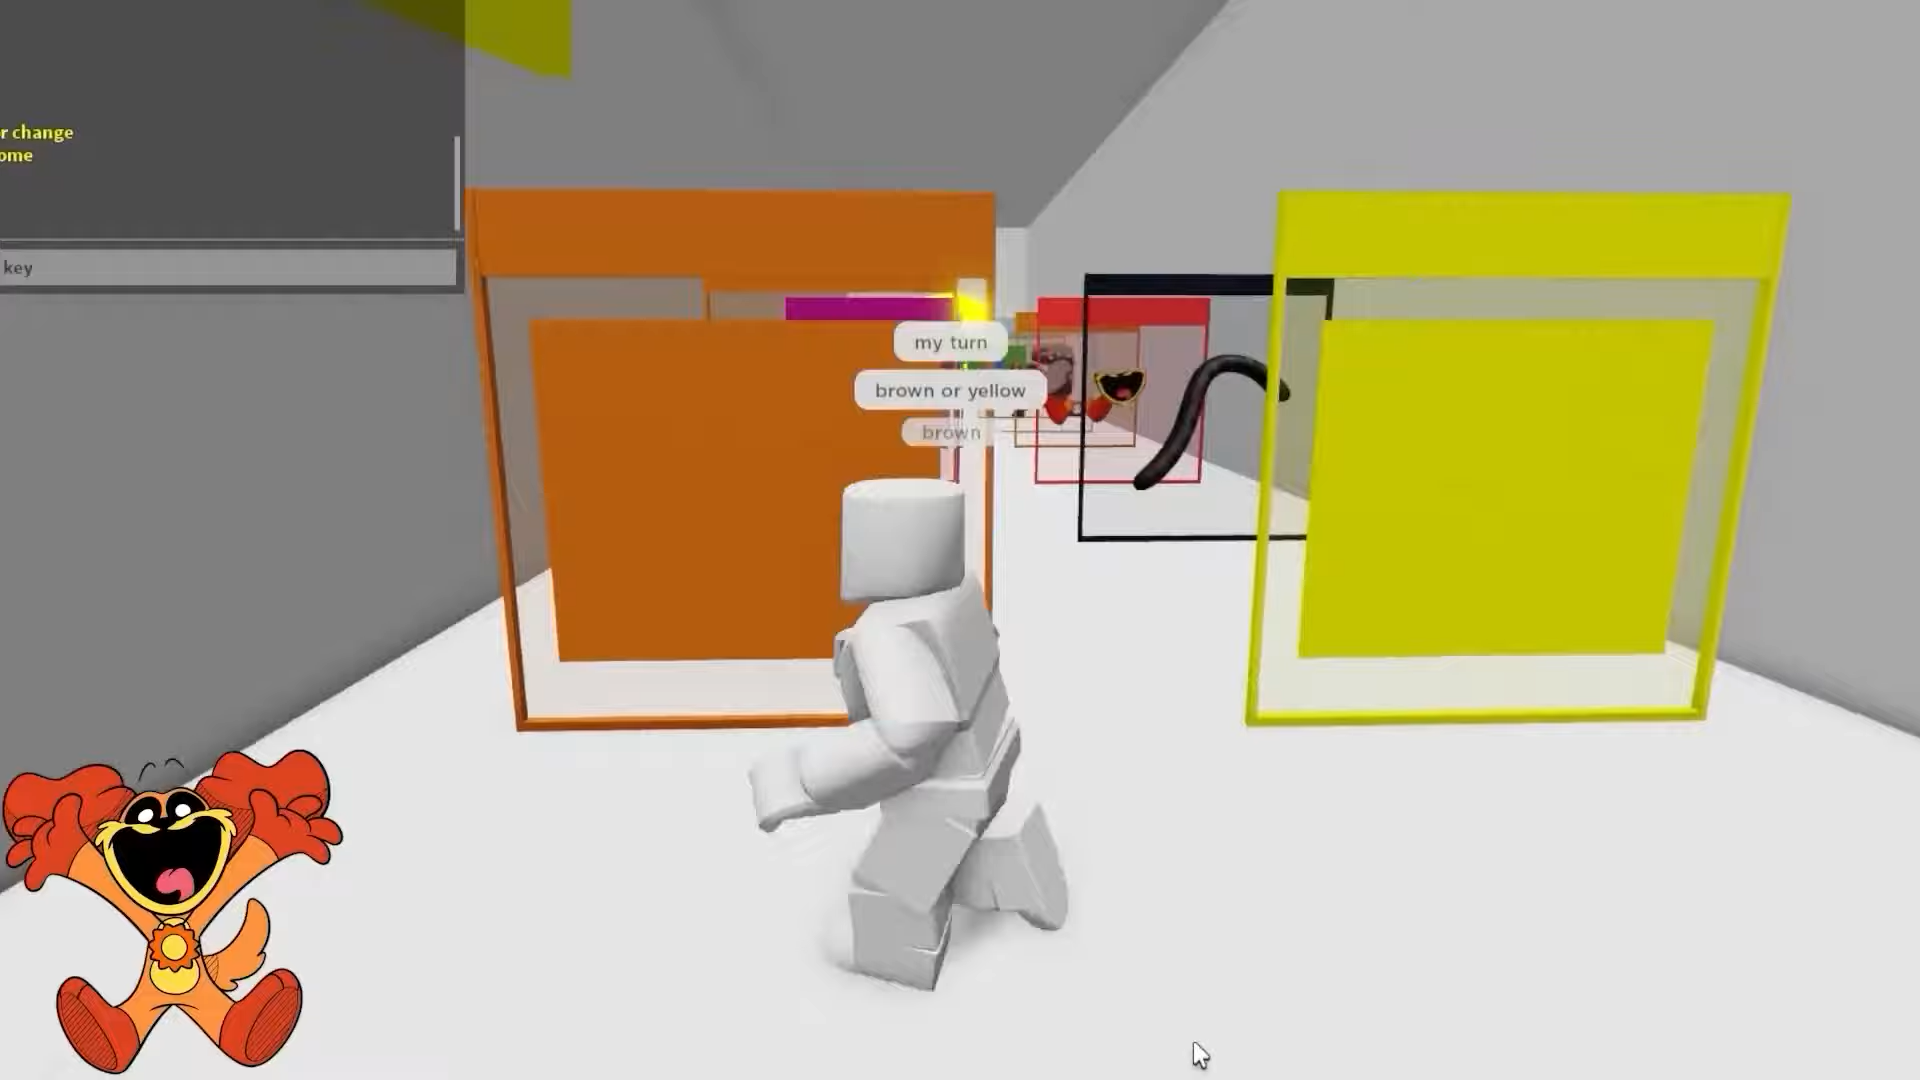 r change
ome
key
my turn
brown or yellow
brown